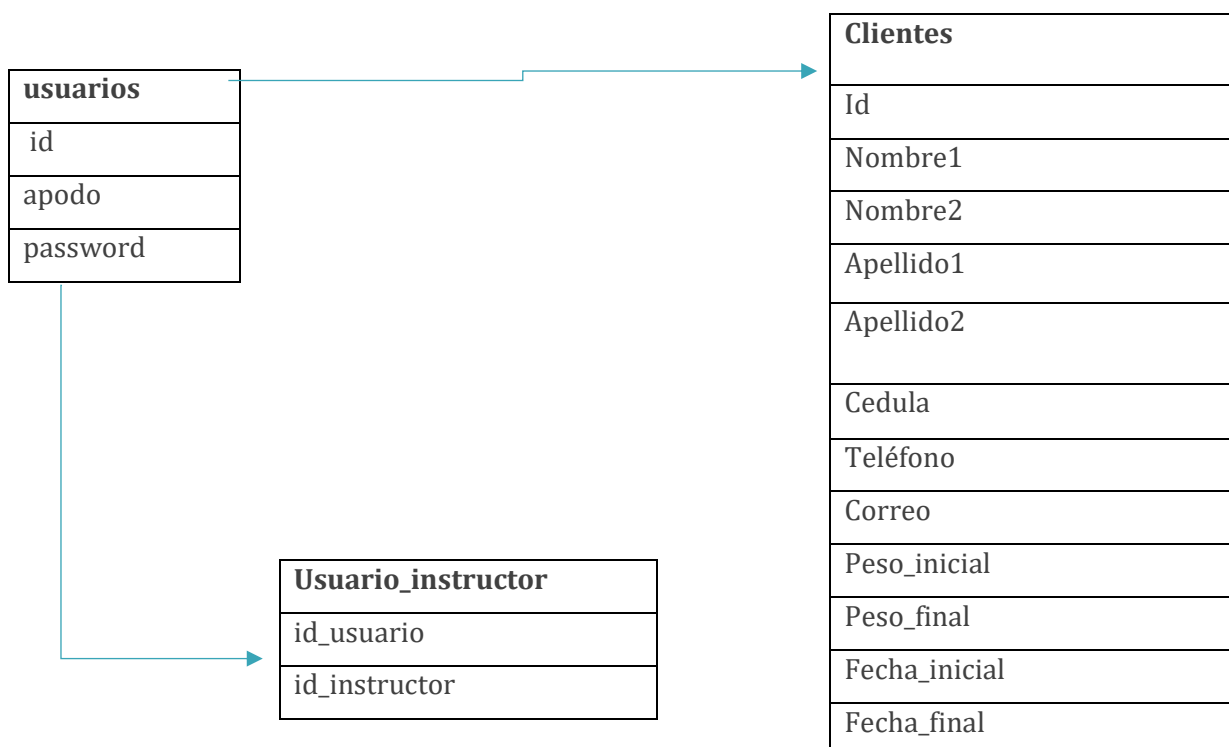 usuarios
id
apodo
password
Usuario_instructor
id_usuario
id_instructor
Clientes
Id
Nombre1
Nombre2
Apellido1
Apellido2
Cedula
Teléfono
Correo
Peso_inicial
Peso_final
Fecha_inicial
Fecha_final